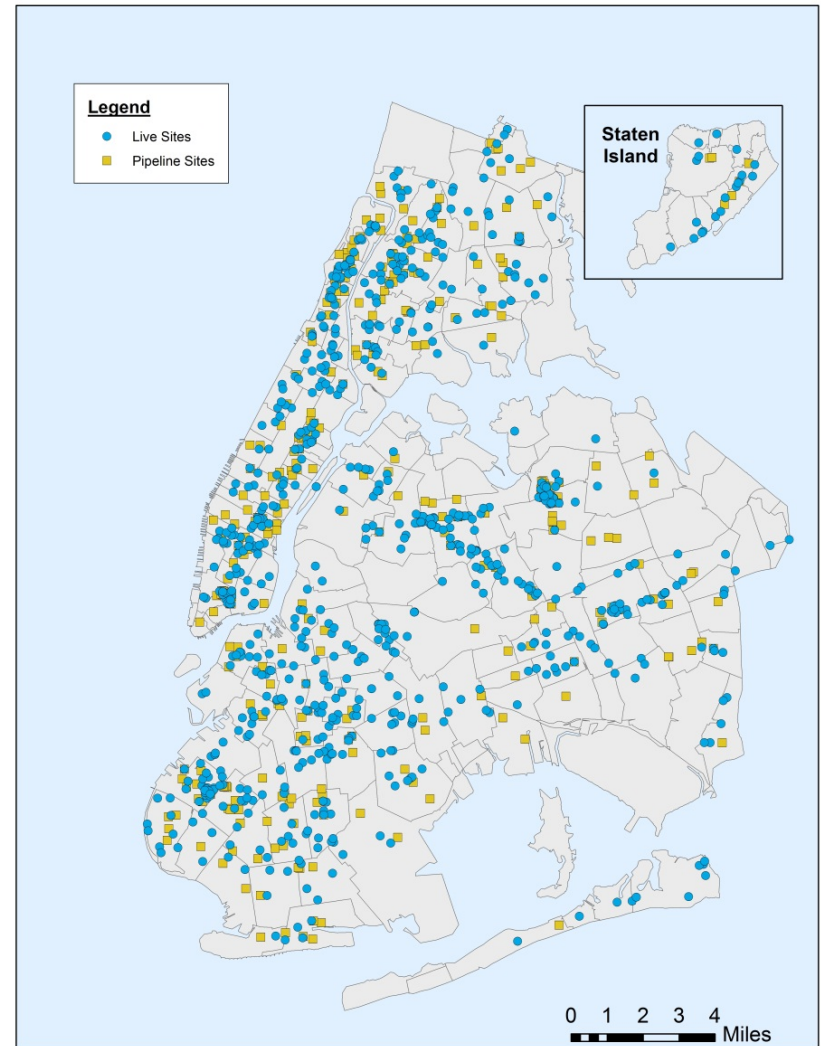 Legend
Live Sites
Pipeline Sites
Staten
Island
0 1 2 3 4
Miles